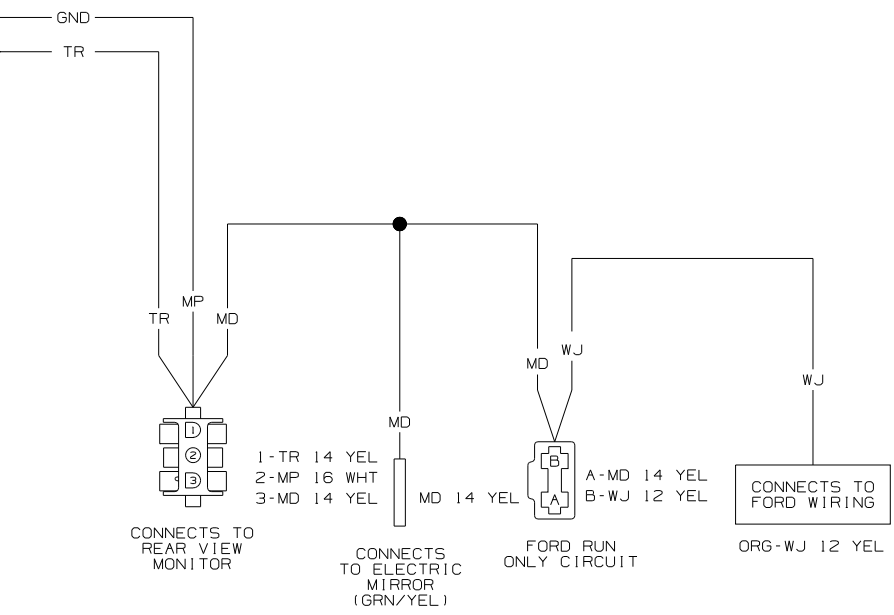 GND
TR
MP
TR
MD
WJ
MD
WJ
MD
1
2
3
1-TR 14 YEL
2-MP 16 WHT
3-MD 14 YEL
MD 14 YEL
B
A
A-MD 14 YEL
B-WJ 12 YEL
CONNECTS TO
FORD WIRING
CONNECTS TO
REAR VIEW
MONITOR
CONNECTS
TO ELECTRIC
MIRROR
(GRN/YEL)
FORD RUN
ONLY CIRCUIT
ORG-WJ 12 YEL